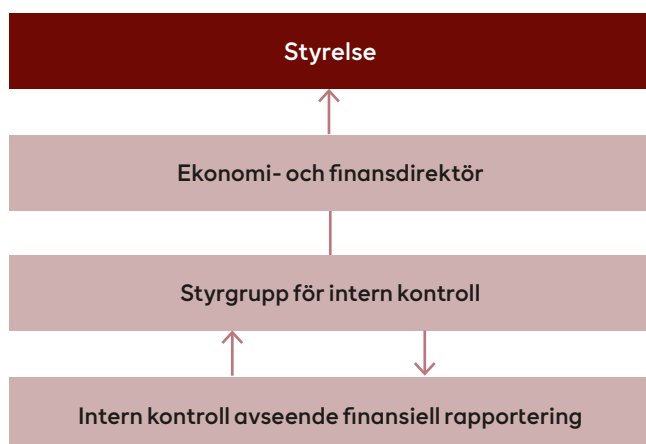 Styrelse
Ekonomi- och finansdirektör
Styrgrupp för intern kontroll
Intern kontroll avseende finansiell rapportering